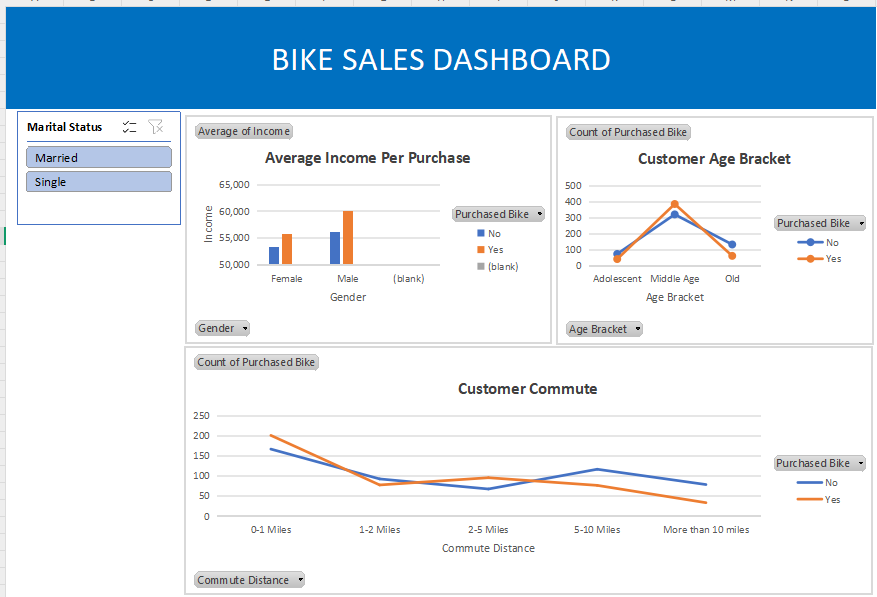 BIKE SALES DASHBOARD
Marital Status
Married
Single
Average of Income
Average Income Per Purchase
65,000
60,000
55,000
50,000
Income
Female Male (blank)
Gender
Purchased Bike
No
Yes
(blank)
Gender
Count of Purchased Bike
Customer Age Bracket
500
400
300
200
100
0
Adolescent Middle Age Old
Age Bracket
Purchased Bike
No
Yes
Age Bracket
Count of Purchased Bike
Customer Commute
250
200
150
100
50
0
0-1 Miles 1-2 Miles 2-5 Miles 5-10 Miles More than 10 miles
Commute Distance
Purchased Bike
No
Yes
Commute Distance